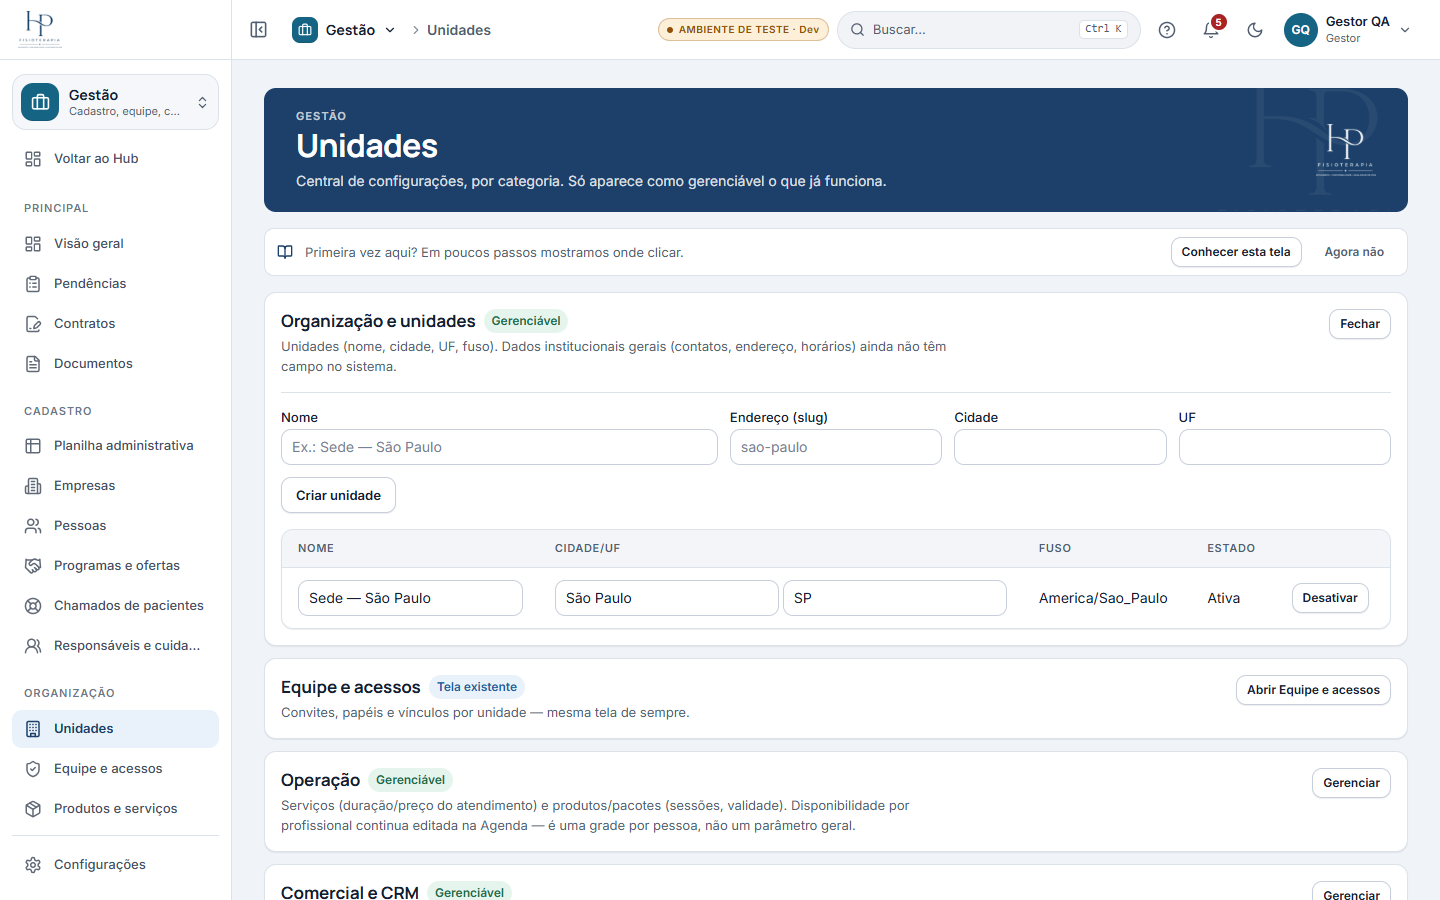 HP
FISIOTERAPIA
Gestão
Unidades
AMBIENTE DE TESTE · Dev
Buscar...
Ctrl K
5
GQ
Gestor QA
Gestor
Gestão
Cadastro, equipe, c...
Voltar ao Hub
PRINCIPAL
Visão geral
Pendências
Contratos
Documentos
CADASTRO
Planilha administrativa
Empresas
Pessoas
Programas e ofertas
Chamados de pacientes
Responsáveis e cuida...
ORGANIZAÇÃO
Unidades
Equipe e acessos
Produtos e serviços
Configurações
GESTÃO
Unidades
Central de configurações, por categoria. Só aparece como gerenciável o que já funciona.
HP
FISIOTERAPIA
Primeira vez aqui? Em poucos passos mostramos onde clicar.
Conhecer esta tela
Agora não
Organização e unidades
Gerenciável
Fechar
Unidades (nome, cidade, UF, fuso). Dados institucionais gerais (contatos, endereço, horários) ainda não têm
campo no sistema.
Nome
Endereço (slug)
Cidade
UF
Ex.: Sede — São Paulo
sao-paulo
Criar unidade
NOME
CIDADE/UF
FUSO
ESTADO
Sede — São Paulo
São Paulo
SP
America/Sao_Paulo
Ativa
Desativar
Equipe e acessos
Tela existente
Abrir Equipe e acessos
Convites, papéis e vínculos por unidade — mesma tela de sempre.
Operação
Gerenciável
Gerenciar
Serviços (duração/preço do atendimento) e produtos/pacotes (sessões, validade). Disponibilidade por
profissional continua editada na Agenda — é uma grade por pessoa, não um parâmetro geral.
Comercial e CRM
Gerenciável
Gerenciar